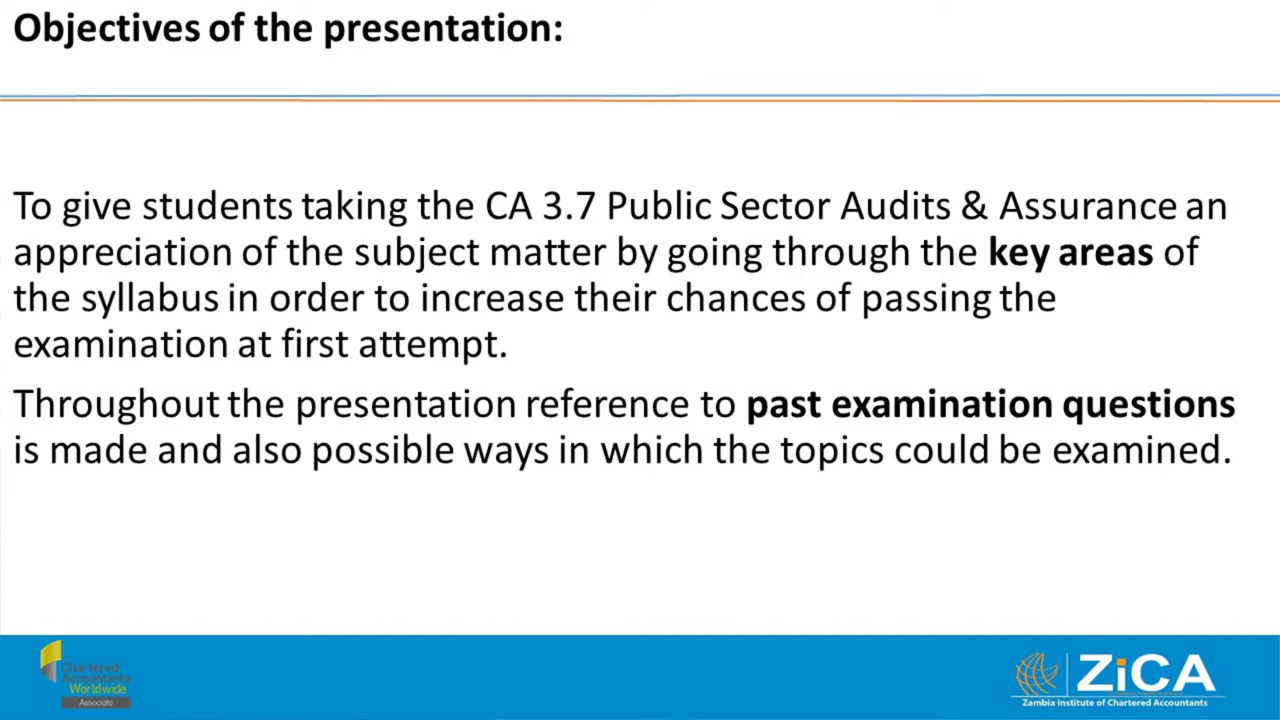 Objectives of the presentation:
To give students taking the CA 3.7 Public Sector Audits & Assurance an
appreciation of the subject matter by going through the key areas of
the syllabus in order to increase their chances of passing the
examination at first attempt.
Throughout the presentation reference to past examination questions
is made and also possible ways in which the topics could be examined.
Chartered
Accountants
Worldwide
Associate
ZiCA
Zambia Institute of Chartered Accountants